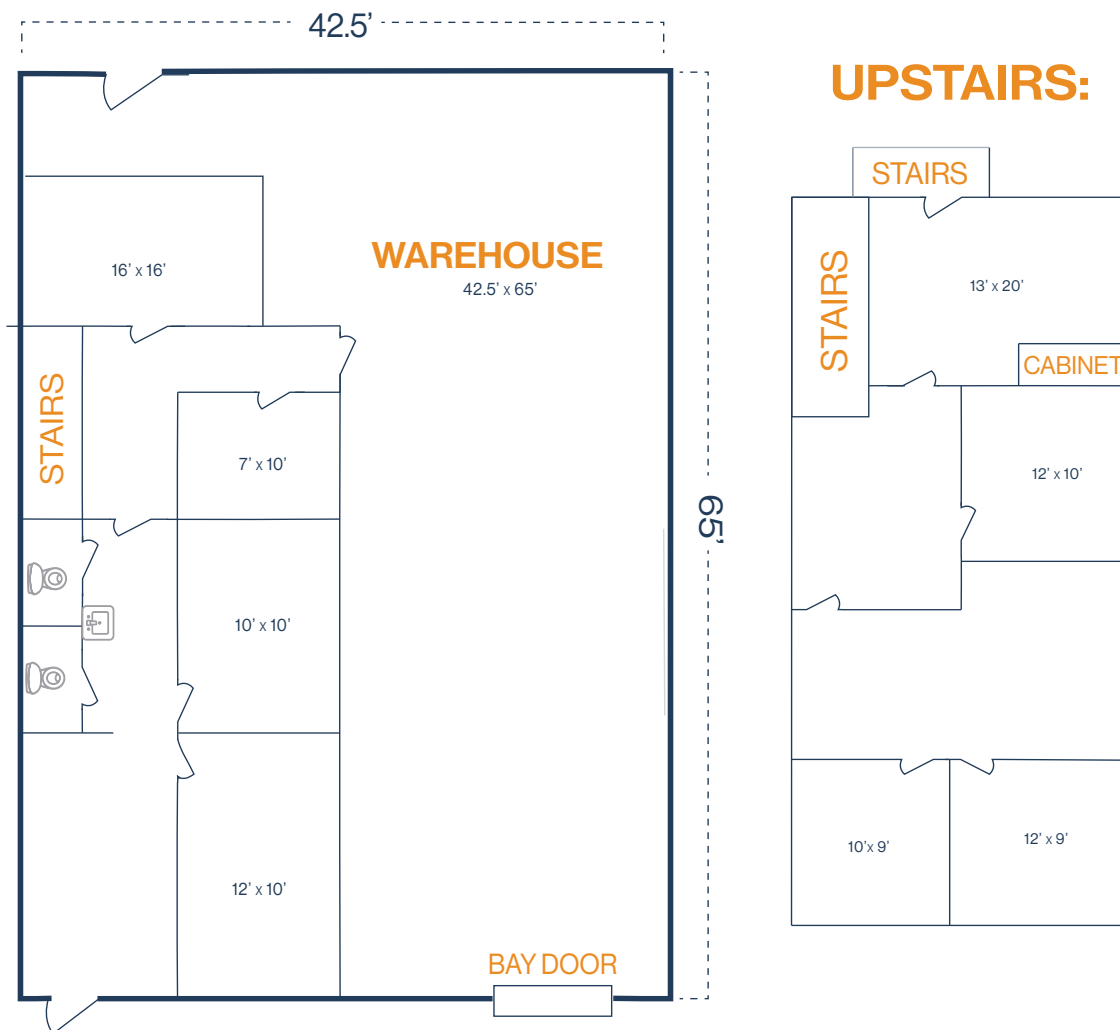 42.5’
UPSTAIRS:
STAIRS
WAREHOUSE
42.5’ x 65’
16’ x 16’
STAIRS
13’ x 20’
CABINET
STAIRS
7’ x 10’
12’ x 10’
65’
10’ x 10’
10’x 9’
12’ x 9’
12’ x 10’
BAY DOOR